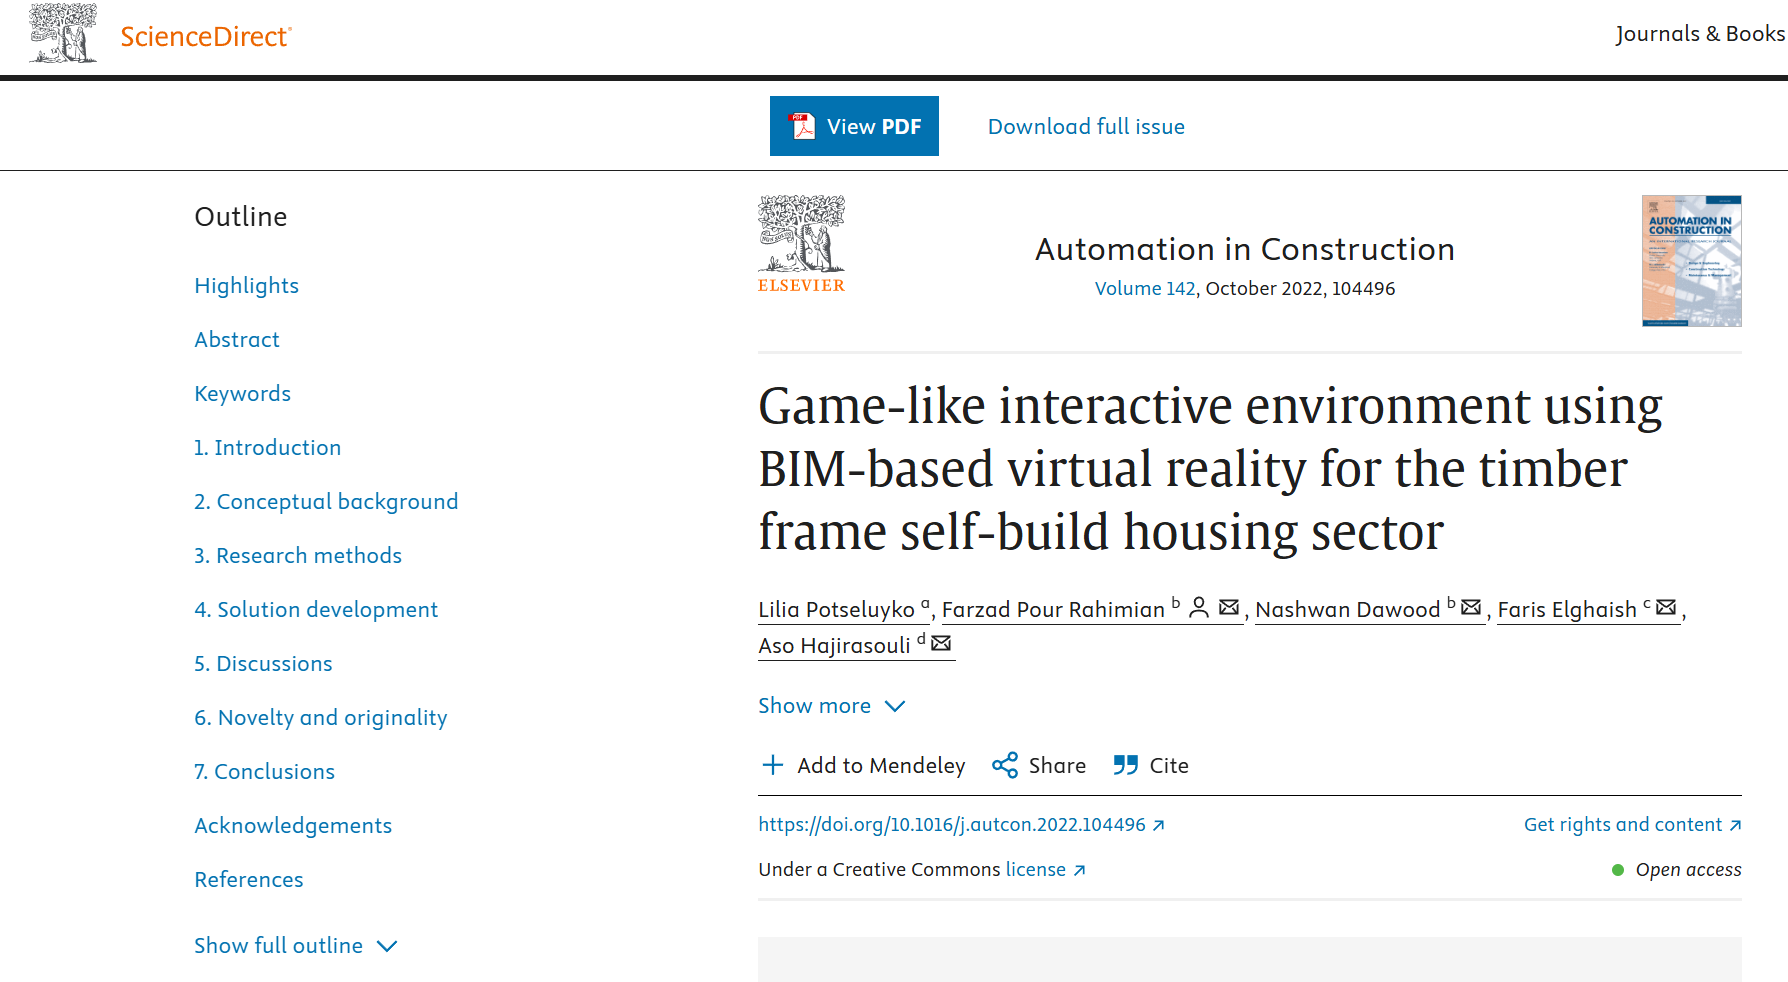 ScienceDirect®
Journals & Books
View PDF
Download full issue
Outline
Highlights
Abstract
Keywords
1. Introduction
2. Conceptual background
3. Research methods
4. Solution development
5. Discussions
6. Novelty and originality
7. Conclusions
Acknowledgements
References
Show full outline
ELSEVIER
Automation in Construction
Volume 142, October 2022, 104496
AUTOMATION IN
CONSTRUCTION
Game-like interactive environment using
BIM-based virtual reality for the timber
frame self-build housing sector
Lilia Potseluyko a, Farzad Pour Rahimian b, Nashwan Dawood b, Faris Elghaish c,
Aso Hajirasouli d
Show more
Add to Mendeley Share Cite
https://doi.org/10.1016/j.autcon.2022.104496
Get rights and content
Under a Creative Commons license
Open access